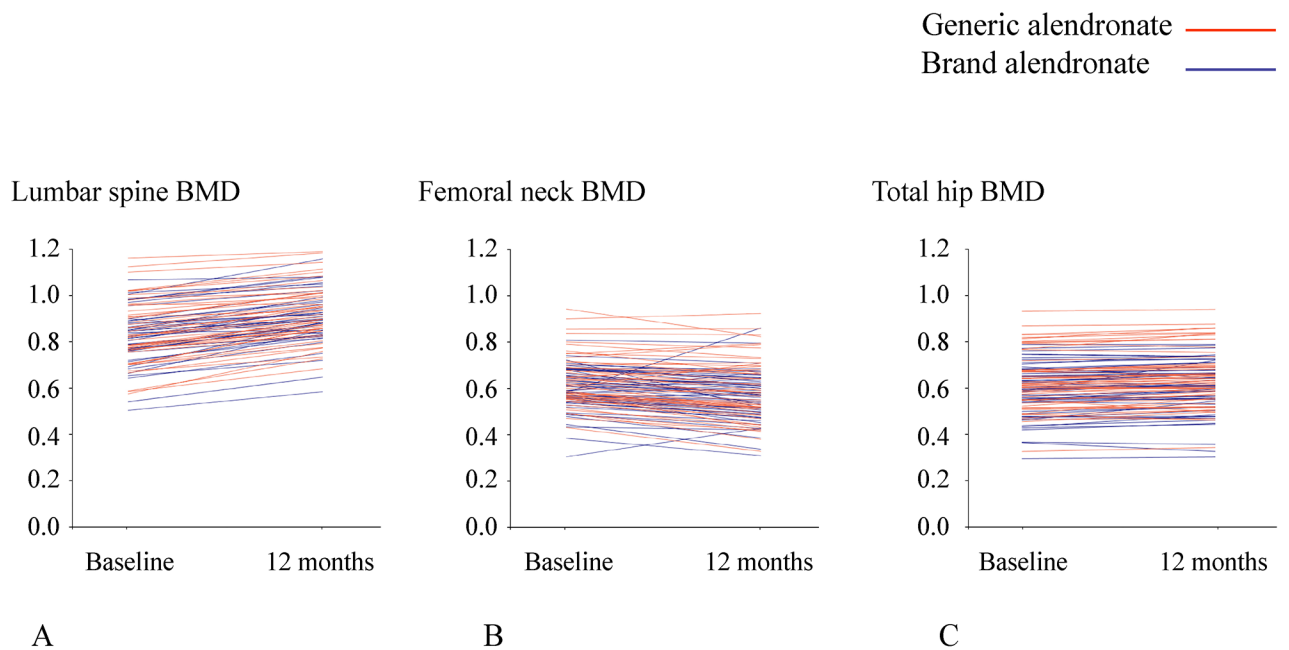 Generic alendronate
Brand alendronate
Lumbar spine BMD
1.2
1.0
0.8
0.6
0.4
0.2
0.0
Baseline 12 months
A
Femoral neck BMD
1.2
1.0
0.8
0.6
0.4
0.2
0.0
Baseline 12 months
B
Total hip BMD
1.2
1.0
0.8
0.6
0.4
0.2
0.0
Baseline 12 months
C